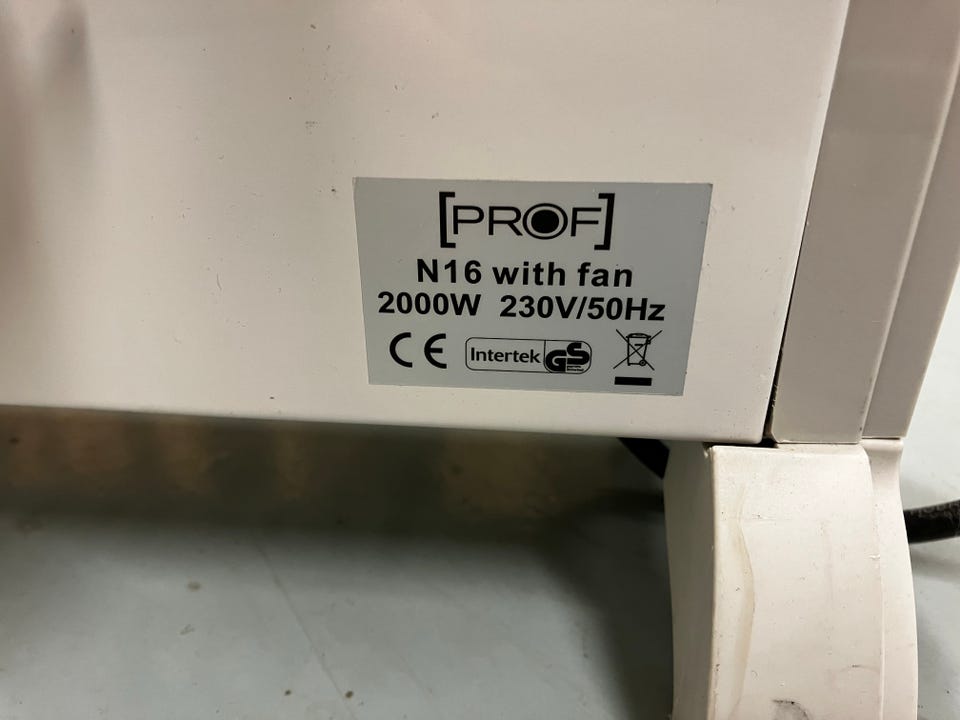 [PROF]
N16 with fan
2000W 230V/50Hz
CE Intertek GS